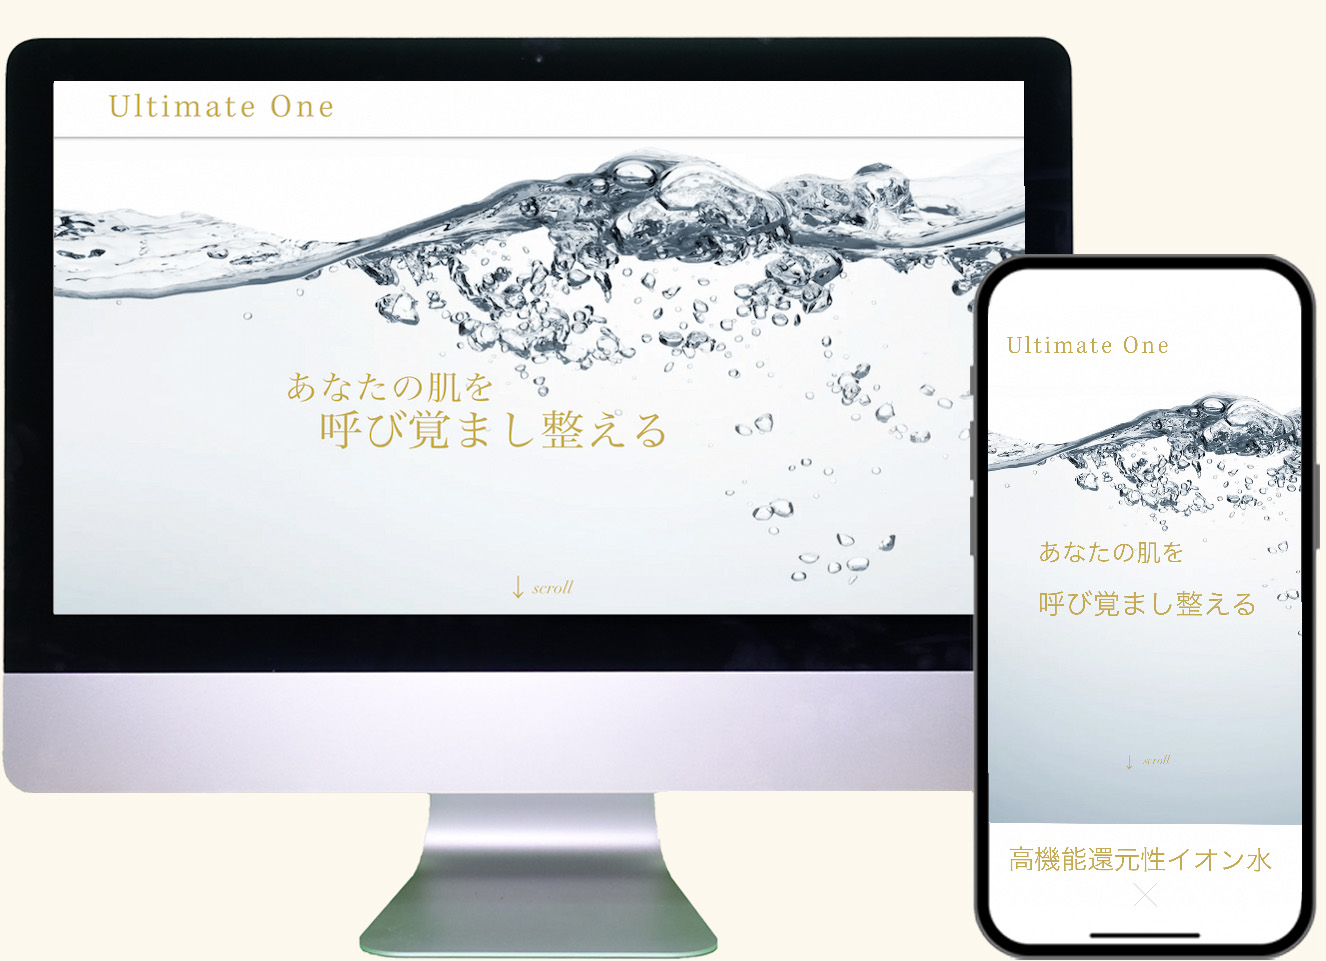 Ultimate One
あなたの肌を
呼び覚まし整える
↓ scroll
Ultimate One
あなたの肌を
呼び覚まし整える
↓ scroll
高機能還元性イオン水
×